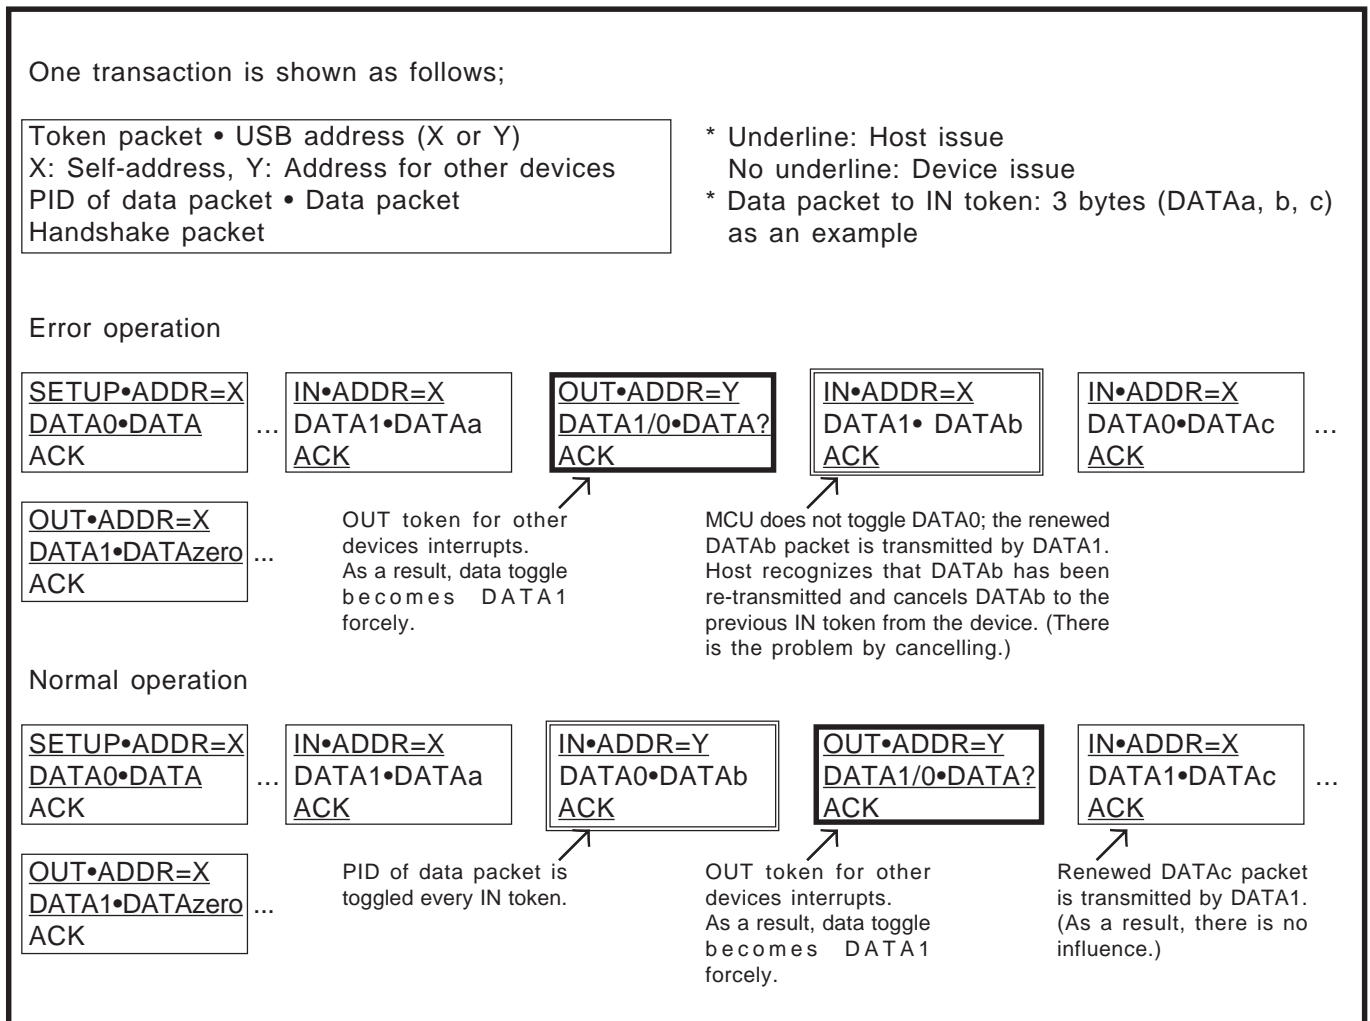 One transaction is shown as follows;
Token packet • USB address (X or Y)
X: Self-address, Y: Address for other devices
PID of data packet • Data packet
Handshake packet
* Underline: Host issue
No underline: Device issue
* Data packet to IN token: 3 bytes (DATAa, b, c)
as an example
Error operation
SETUP•ADDR=X
DATA0•DATA
ACK
...
IN•ADDR=X
DATA1•DATAa
ACK
OUT•ADDR=Y
DATA1/0•DATA?
ACK
IN•ADDR=X
DATA1• DATAb
ACK
IN•ADDR=X
DATA0•DATAc
ACK
...
OUT•ADDR=X
DATA1•DATAzero
ACK
...
OUT token for other
devices interrupts.
As a result, data toggle
becomes DATA1
forcely.
MCU does not toggle DATA0; the renewed
DATAb packet is transmitted by DATA1.
Host recognizes that DATAb has been
re-transmitted and cancels DATAb to the
previous IN token from the device. (There
is the problem by cancelling.)
Normal operation
SETUP•ADDR=X
DATA0•DATA
ACK
...
IN•ADDR=X
DATA1•DATAa
ACK
IN•ADDR=Y
DATA0•DATAb
ACK
OUT•ADDR=Y
DATA1/0•DATA?
ACK
IN•ADDR=X
DATA1•DATAc
ACK
...
OUT•ADDR=X
DATA1•DATAzero
ACK
...
PID of data packet is
toggled every IN token.
OUT token for other
devices interrupts.
As a result, data toggle
becomes DATA1
forcely.
Renewed DATAc packet
is transmitted by DATA1.
(As a result, there is no
influence.)